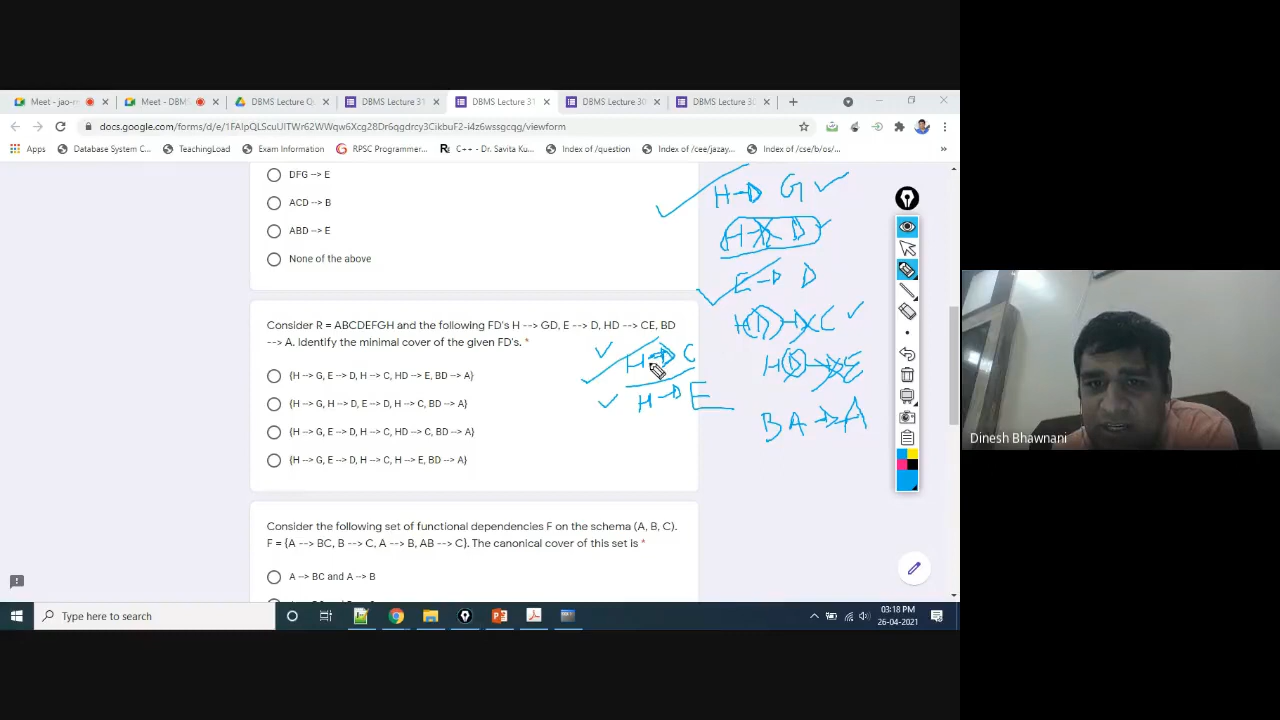 Meet - jao-r
Meet - DBMS
DBMS Lecture Q
DBMS Lecture 31
DBMS Lecture 31
DBMS Lecture 30
DBMS Lecture 30
docs.google.com/forms/d/e/1FAIpQLScuUlTWr62WWqw6Xcg28Dr6qgdrcy3CikbuF2-i4z6wssgcqg/viewform
Apps
Database System C...
TeachingLoad
Exam Information
RPSC Programmer...
C++ - Dr. Savita Ku...
Index of /question
Index of /cee/jazay...
Index of /cse/b/os/...
DFG --> E
ACD --> B
ABD --> E
None of the above
Consider R = ABCDEFGH and the following FD's H --> GD, E --> D, HD --> CE, BD
--> A. Identify the minimal cover of the given FD's. *
{H --> G, E --> D, H --> C, HD --> E, BD --> A}
{H --> G, H --> D, E --> D, H --> C, BD --> A}
{H --> G, E --> D, H --> C, HD --> C, BD --> A}
{H --> G, E --> D, H --> C, H --> E, BD --> A}
H → G
H → D
E → D
HD → C
HD → E
BA → A
H → C
H → E
Consider the following set of functional dependencies F on the schema (A, B, C).
F = {A --> BC, B --> C, A --> B, AB --> C}. The canonical cover of this set is *
A --> BC and A --> B
Dinesh Bhawnani
Type here to search
03:18 PM
26-04-2021